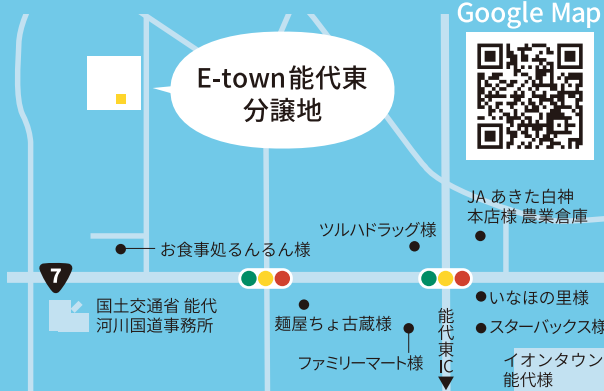 Google Map
E-town能代東
分譲地
JA あきた白神
本店様 農業倉庫
ツルハドラッグ様
お食事処るんるん様
7
国土交通省 能代
河川国道事務所
麺屋ちょ古蔵様
ファミリーマート様
能代東IC
いなほの里様
スターバックス様
イオンタウン
能代様